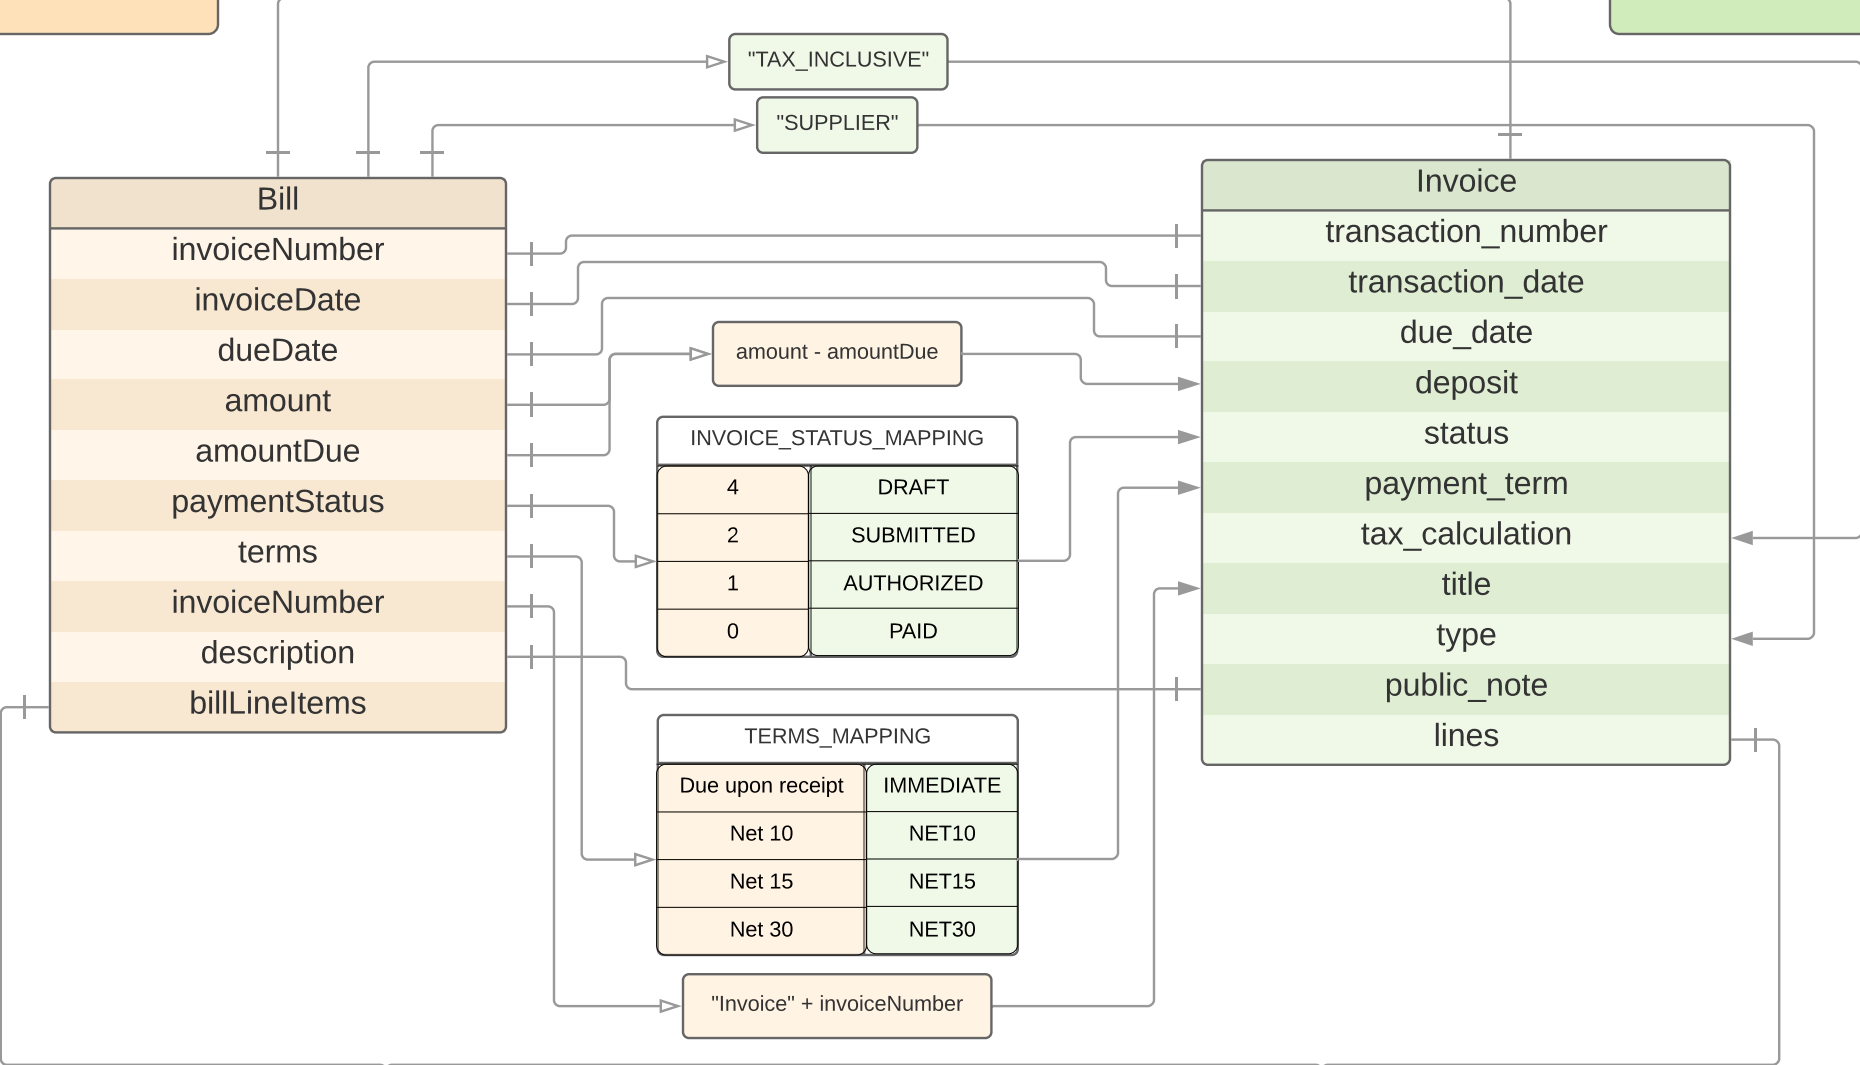 "TAX_INCLUSIVE"
"SUPPLIER"
Bill
invoiceNumber
invoiceDate
dueDate
amount
amountDue
paymentStatus
terms
invoiceNumber
description
billLineItems
amount - amountDue
INVOICE_STATUS_MAPPING
4 DRAFT
2 SUBMITTED
1 AUTHORIZED
0 PAID
TERMS_MAPPING
Due upon receipt IMMEDIATE
Net 10 NET10
Net 15 NET15
Net 30 NET30
"Invoice" + invoiceNumber
Invoice
transaction_number
transaction_date
due_date
deposit
status
payment_term
tax_calculation
title
type
public_note
lines